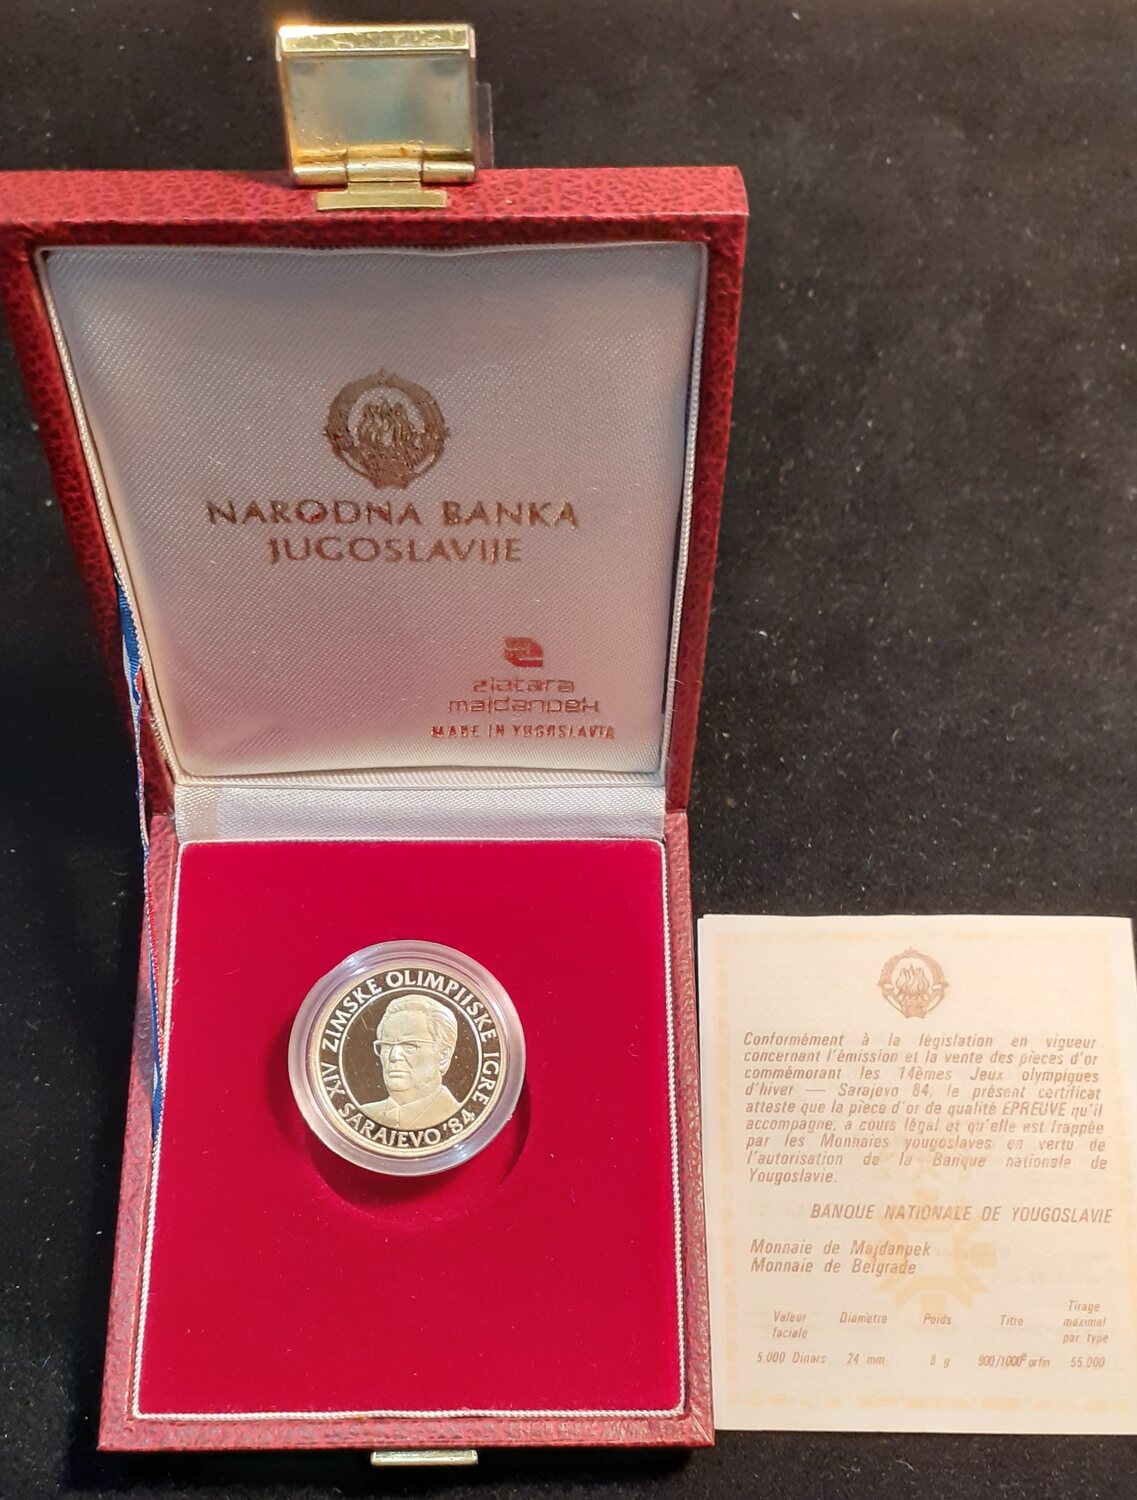 NARODNA BANKA
JUGOSLAVIJE
zlatara
majdanpek
MADE IN YUGOSLAVIA
XIV ZIMSKE OLIMPIJSKE IGRE
SARAJEVO '84
Conformément à la législation en vigueur
concernant l'émission et la vente des pièces d'or
commémorant les 14èmes Jeux olympiques
d'hiver — Sarajevo 84, le présent certificat
atteste que la pièce d'or de qualité EPREUVE qu'il
accompagne, a cours légal et qu'elle est frappée
par les Monnaies yougoslaves en vertu de
l'autorisation de la Banque nationale de
Yougoslavie.
BANQUE NATIONALE DE YOUGOSLAVIE
Monnaie de Majdanpek
Monnaie de Belgrade
Valeur faciale Diamètre Poids Titre Tirage maximal par type
5.000 Dinars 24 mm 8 g 900/1000e orfin 55.000